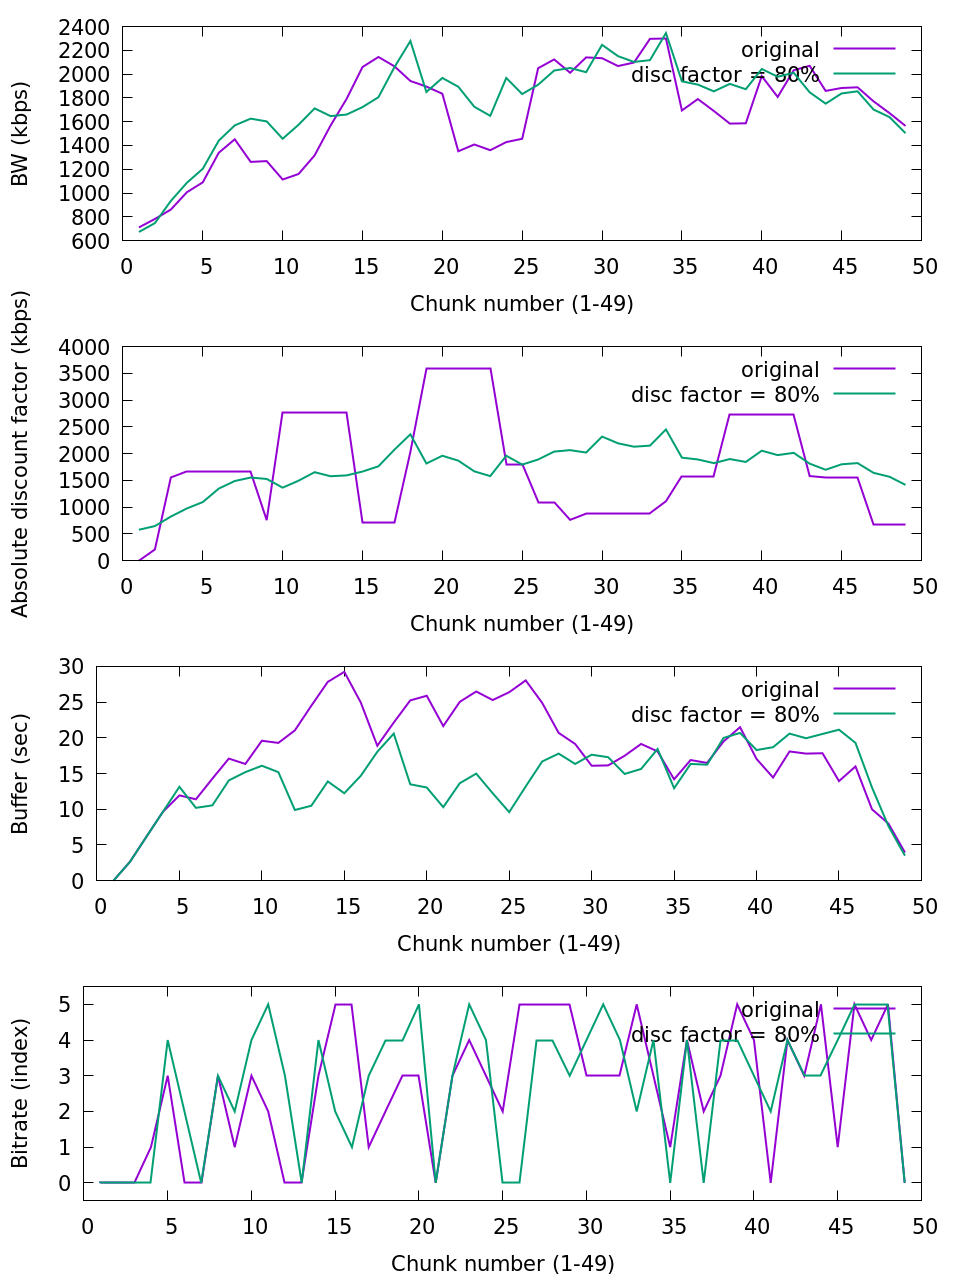 2400
2200
2000
1800
1600
1400
1200
1000
800
600
BW (kbps)
original
disc factor = 80%
0 5 10 15 20 25 30 35 40 45 50
Chunk number (1-49)
4000
3500
3000
2500
2000
1500
1000
500
0
Absolute discount factor (kbps)
original
disc factor = 80%
0 5 10 15 20 25 30 35 40 45 50
Chunk number (1-49)
30
25
20
15
10
5
0
Buffer (sec)
original
disc factor = 80%
0 5 10 15 20 25 30 35 40 45 50
Chunk number (1-49)
5
4
3
2
1
0
Bitrate (index)
original
disc factor = 80%
0 5 10 15 20 25 30 35 40 45 50
Chunk number (1-49)